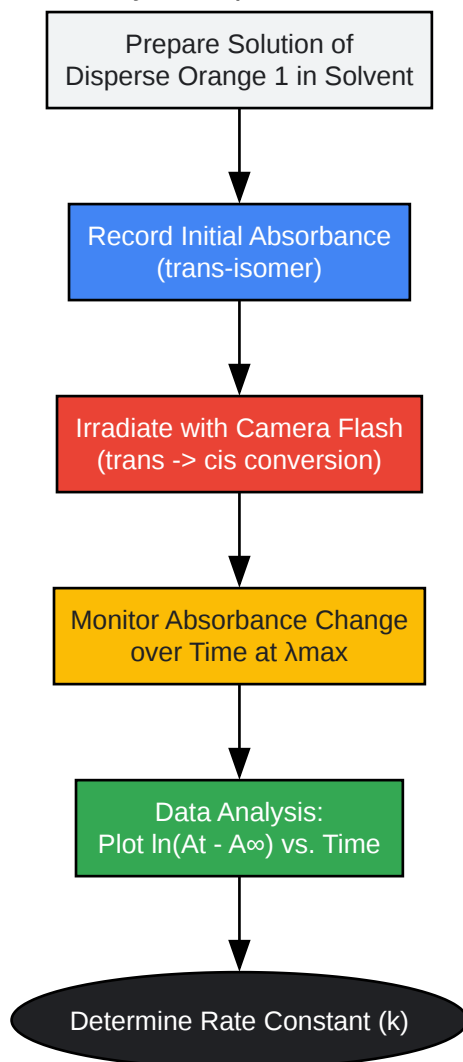 Prepare Solution of
Disperse Orange 1 in Solvent
Record Initial Absorbance
(trans-isomer)
Irradiate with Camera Flash
(trans -> cis conversion)
Monitor Absorbance Change
over Time at λmax
Data Analysis:
Plot ln(At - A∞) vs. Time
Determine Rate Constant (k)